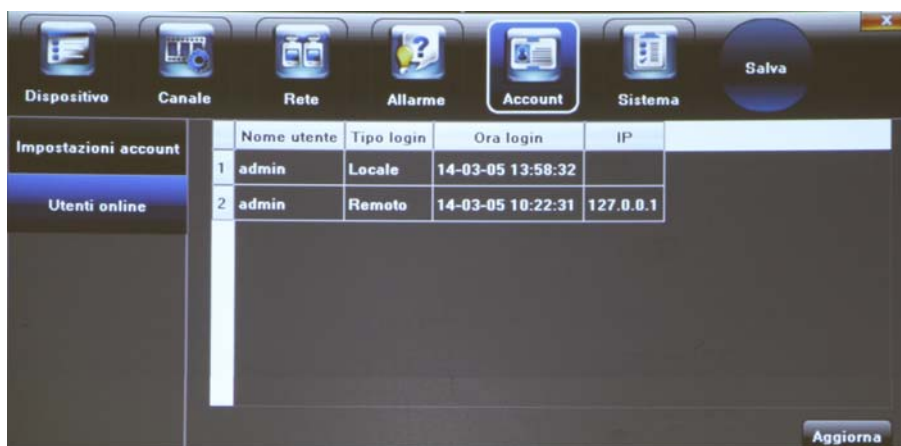 Dispositivo Canale Rete Allarme Account Sistema Salva
Impostazioni account
Utenti online
Nome utente Tipo login Ora login IP
1 admin Locale 14-03-05 13:58:32
2 admin Remoto 14-03-05 10:22:31 127.0.0.1
Aggiorna